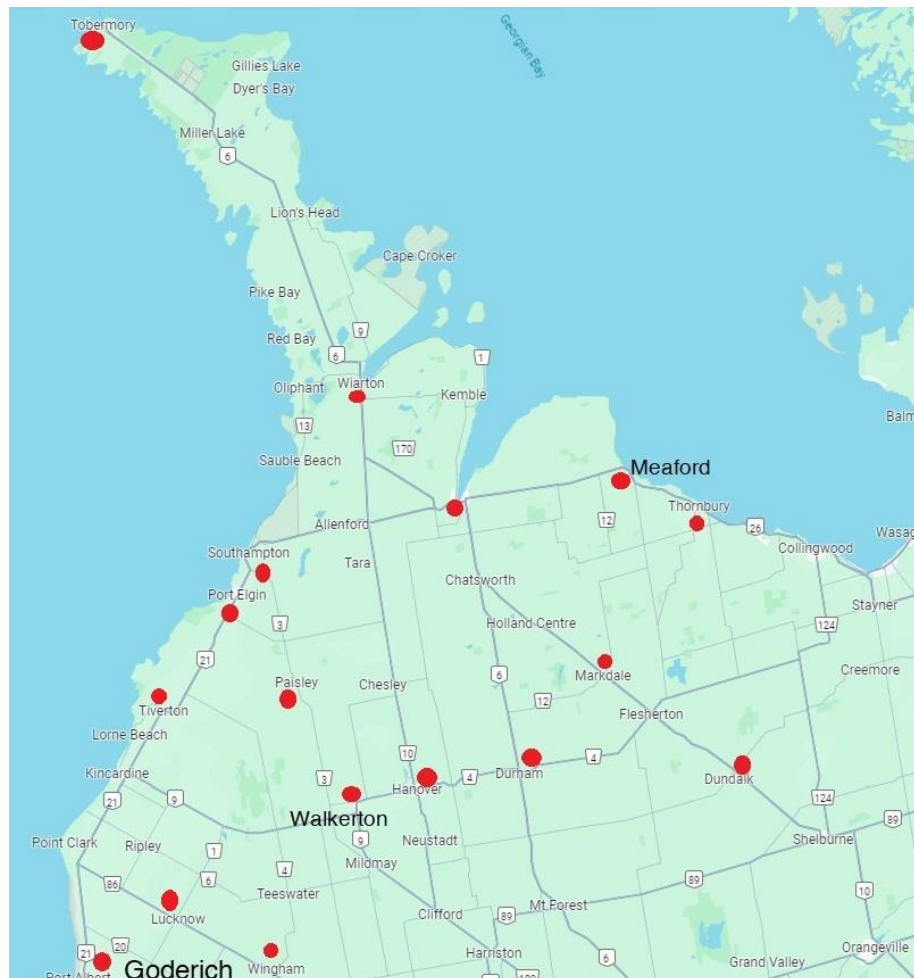 Tobermory
Georgian Bay
Gillies Lake
Dyer's Bay
Miller Lake
6
Lion's Head
Cape Croker
Pike Bay
9
Red Bay
6
1
Oliphant
Wiarton
Kemble
13
170
Sauble Beach
Meaford
Thornbury
Allenford
12
26
Collingwood
Southampton
Tara
Chatsworth
Port Elgin
3
Holland Centre
124
Stayner
21
Paisley
Chesley
6
12
Markdale
Creemore
Tiverton
Lorne Beach
Flesherton
Kincardine
3
10
Hanover
4
Durham
4
Dundalk
21
9
Walkerton
124
89
Point Clark
Ripley
1
9
Neustadt
Shelburne
Mildmay
86
6
4
Teeswater
89
10
Lucknow
Clifford
89
Mt Forest
21
20
Wingham
Harriston
6
Grand Valley
Orangeville
Goderich